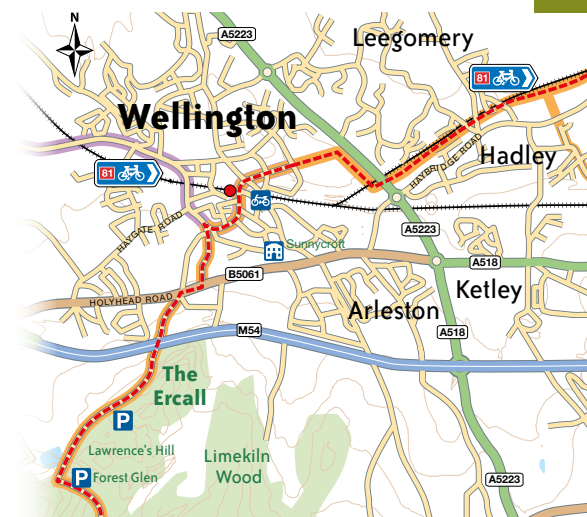 N
A5223
Leegomery
81
Wellington
HAYBRIDGE ROAD
Hadley
81
HAYGATE ROAD
A5223
Sunnycroft
A518
B5061
Ketley
HOLYHEAD ROAD
Arleston
M54
A518
The
Ercall
P
Lawrence's Hill
Limekiln
Wood
P
Forest Glen
A5223